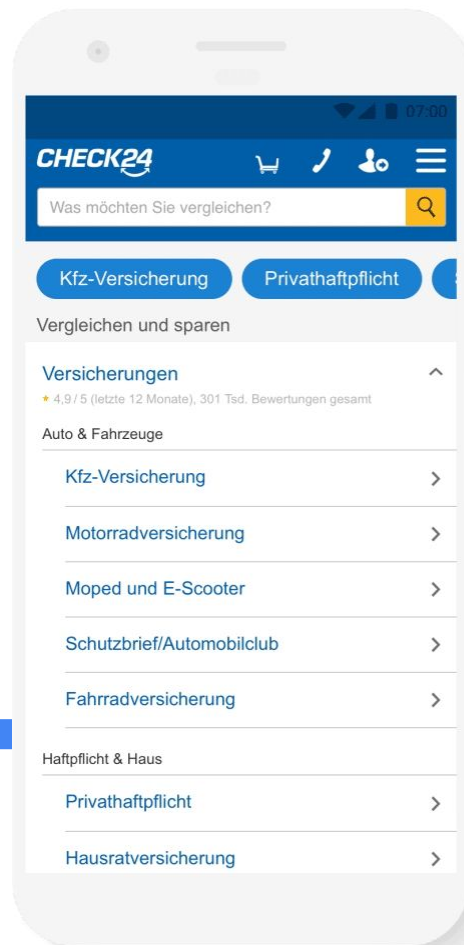 07:00
CHECK24
Was möchten Sie vergleichen?
Kfz-Versicherung Privathaftpflicht
Vergleichen und sparen
Versicherungen
★ 4,9 / 5 (letzte 12 Monate), 301 Tsd. Bewertungen gesamt
Auto & Fahrzeuge
Kfz-Versicherung
Motorradversicherung
Moped und E-Scooter
Schutzbrief/Automobilclub
Fahrradversicherung
Haftpflicht & Haus
Privathaftpflicht
Hausratversicherung